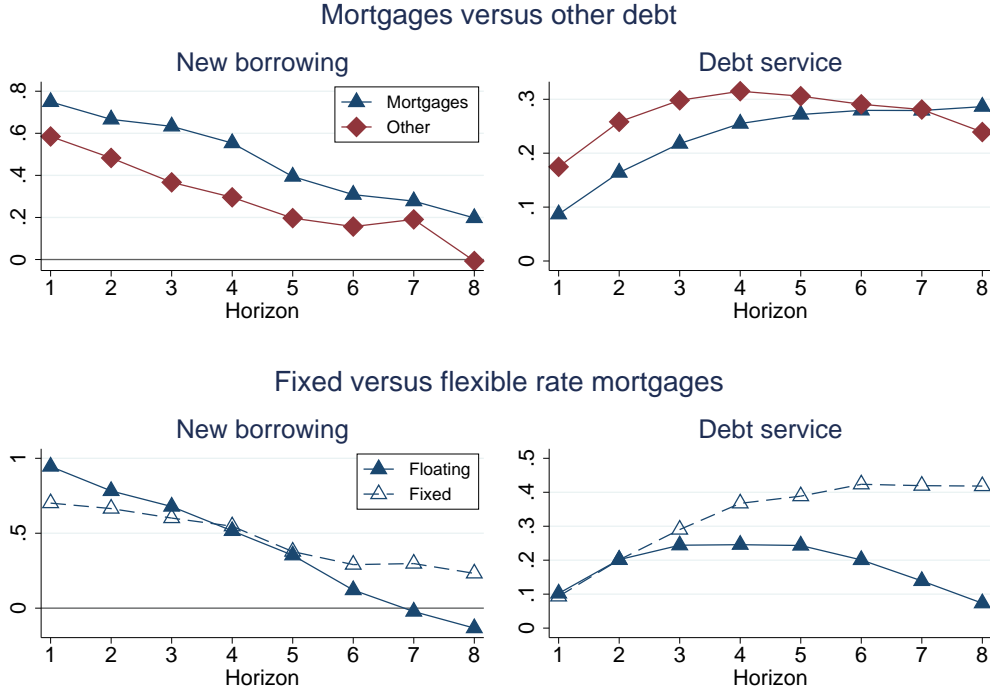 Mortgages versus other debt
New borrowing
.8
.6
.4
.2
0
Mortgages
Other
1 2 3 4 5 6 7 8
Horizon
Debt service
.3
.2
.1
0
1 2 3 4 5 6 7 8
Horizon
Fixed versus flexible rate mortgages
New borrowing
1
.5
0
Floating
Fixed
1 2 3 4 5 6 7 8
Horizon
Debt service
.5
.4
.3
.2
.1
0
1 2 3 4 5 6 7 8
Horizon